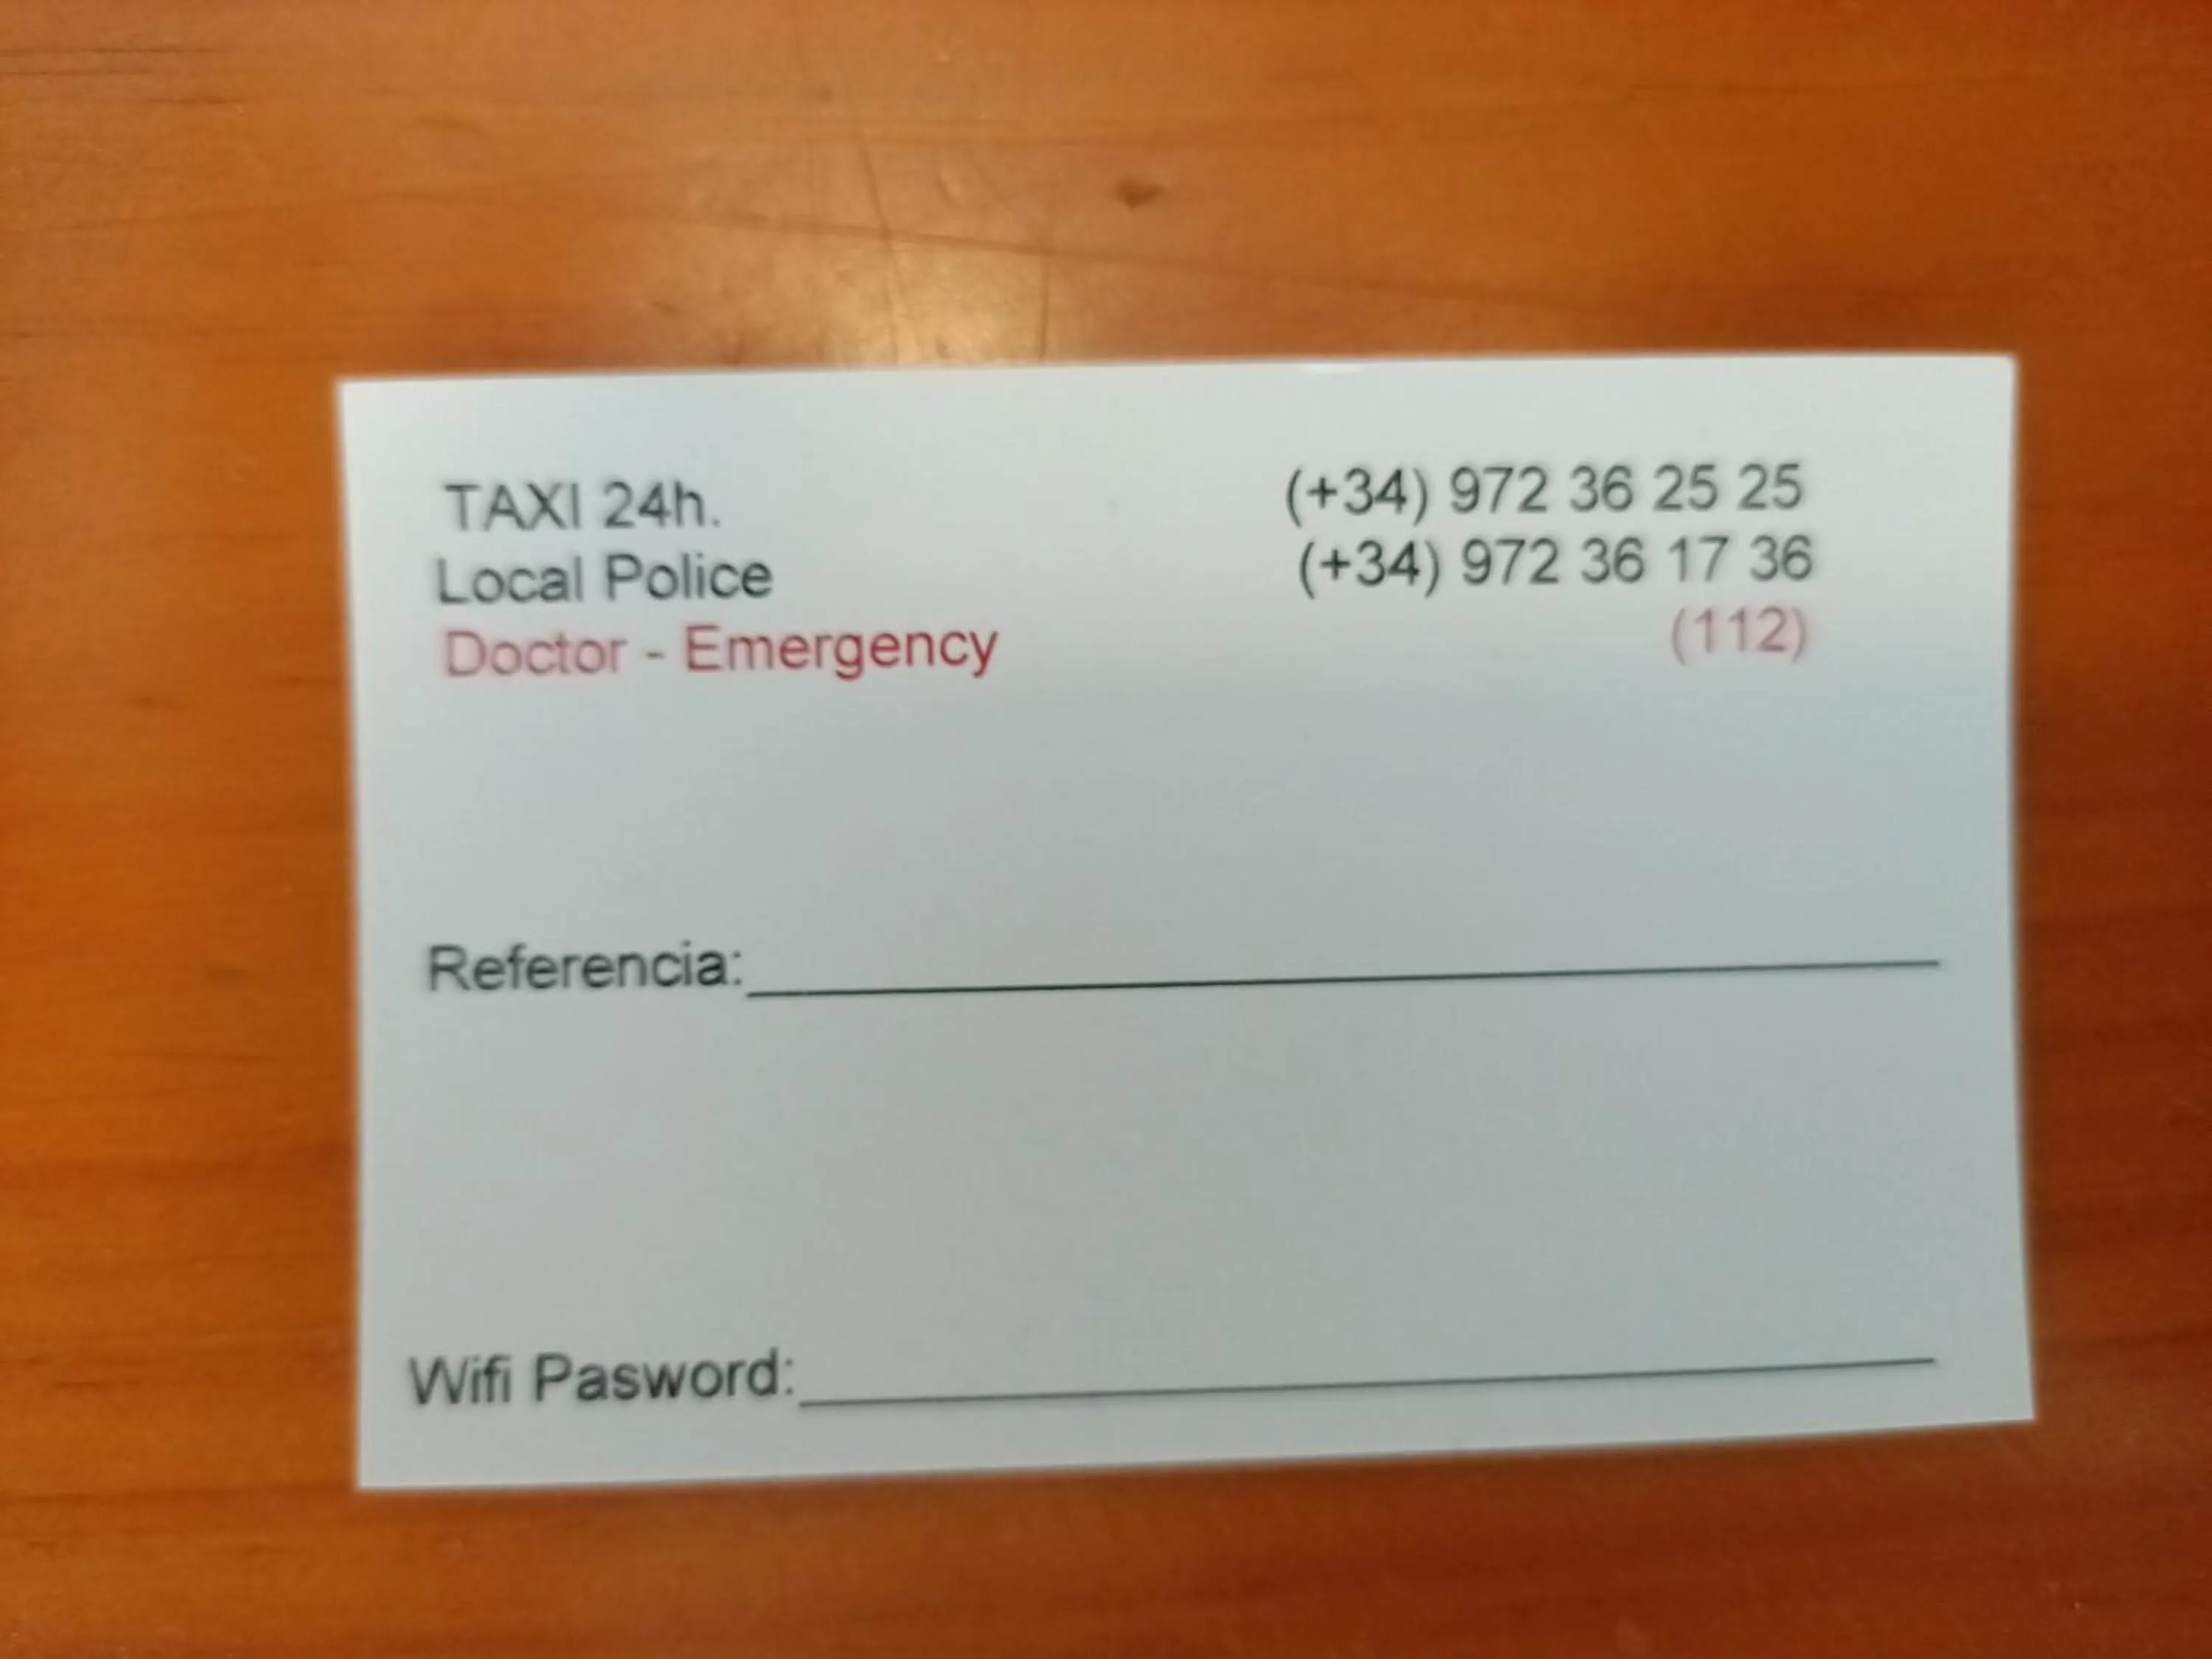 TAXI 24h. (+34) 972 36 25 25
Local Police (+34) 972 36 17 36
Doctor - Emergency (112)
Referencia:
Wifi Pasword: